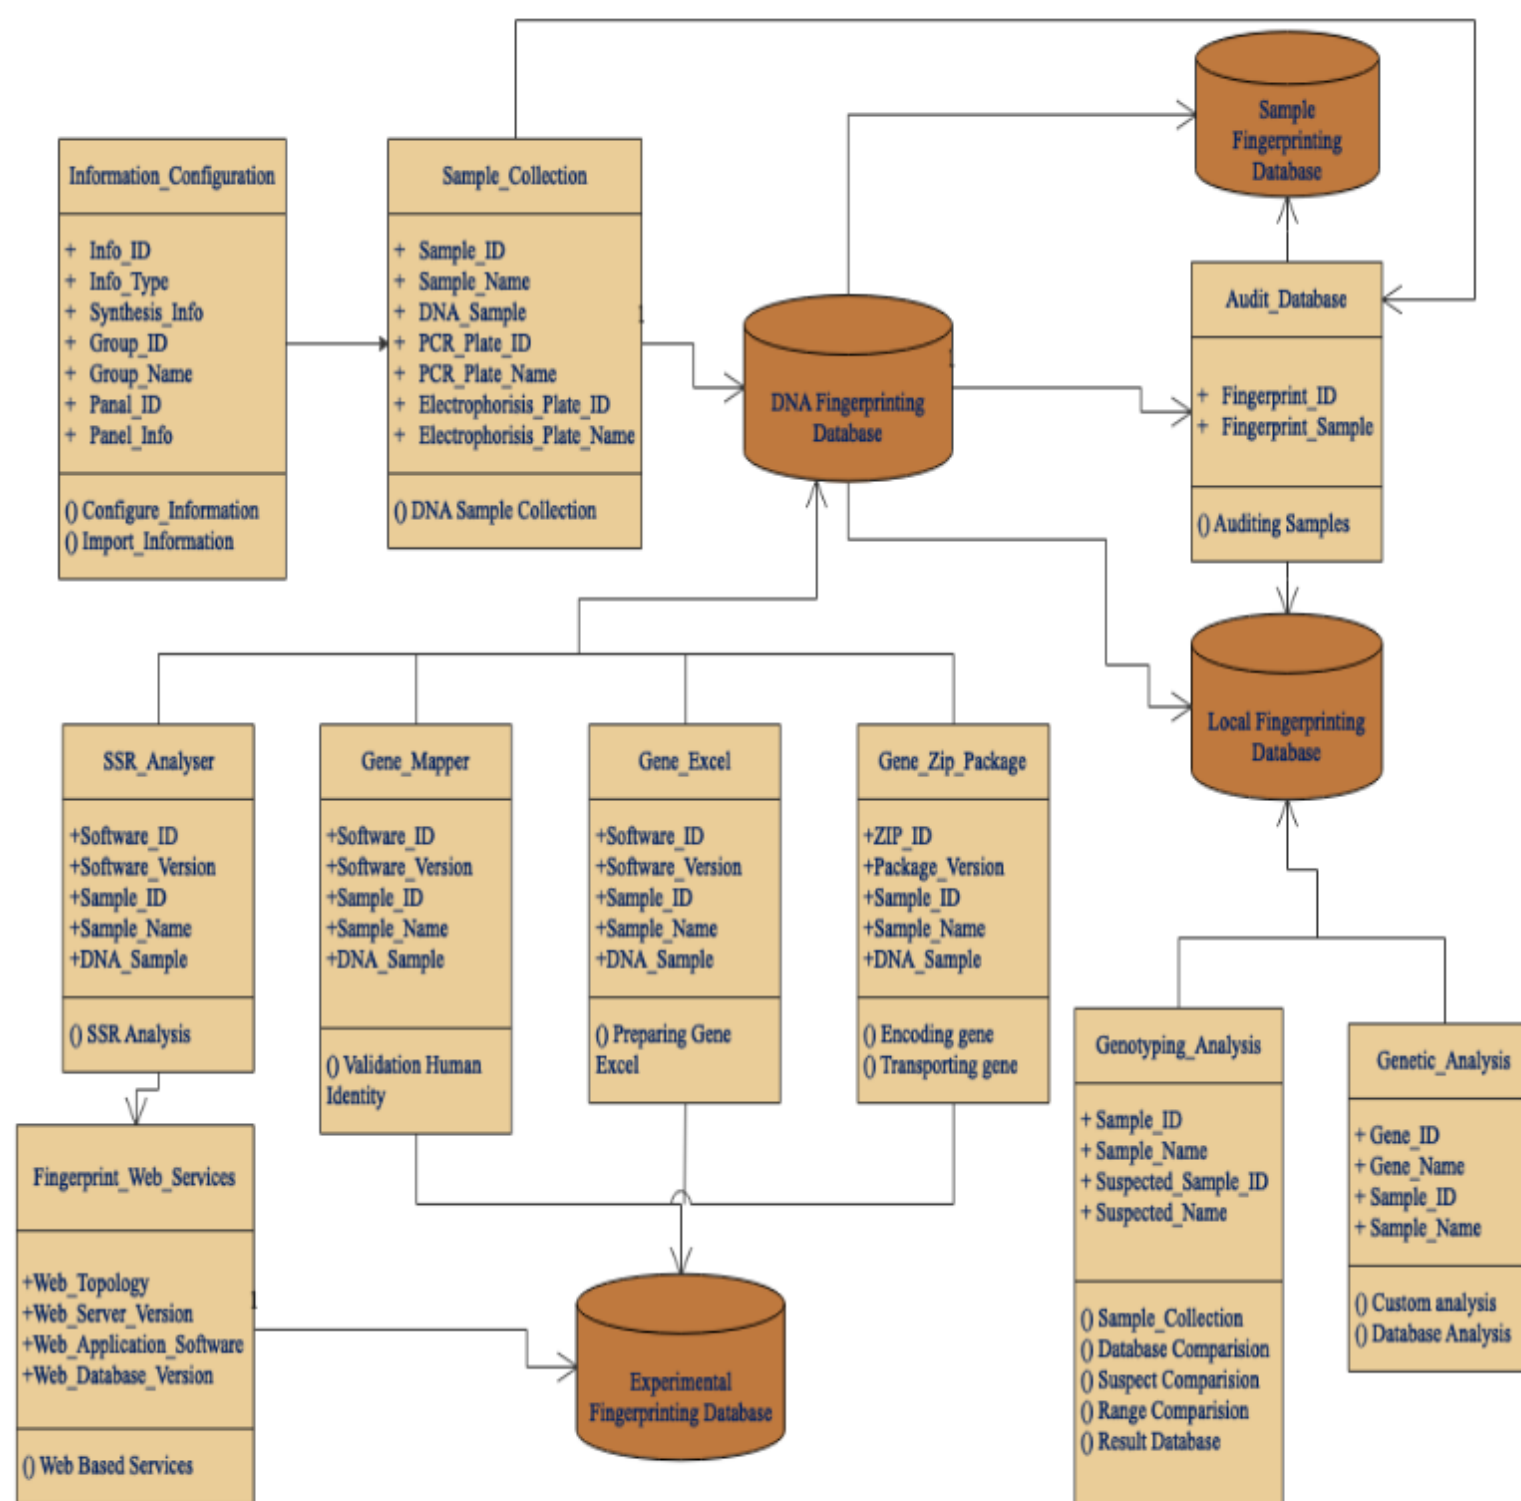 Information_Configuration
+ Info_ID
+ Info_Type
+ Synthesis_Info
+ Group_ID
+ Group_Name
+ Panal_ID
+ Panel_Info
() Configure_Information
() Import_Information
Sample_Collection
+ Sample_ID
+ Sample_Name
+ DNA_Sample
+ PCR_Plate_ID
+ PCR_Plate_Name
+ Electrophorisis_Plate_ID
+ Electrophorisis_Plate_Name
() DNA Sample Collection
1
DNA Fingerprinting
Database
1
Sample
Fingerprinting
Database
Audit_Database
+ Fingerprint_ID
+ Fingerprint_Sample
() Auditing Samples
Local Fingerprinting
Database
SSR_Analyser
+Software_ID
+Software_Version
+Sample_ID
+Sample_Name
+DNA_Sample
() SSR Analysis
Gene_Mapper
+Software_ID
+Software_Version
+Sample_ID
+Sample_Name
+DNA_Sample
() Validation Human
Identity
Gene_Excel
+Software_ID
+Software_Version
+Sample_ID
+Sample_Name
+DNA_Sample
() Preparing Gene
Excel
Gene_Zip_Package
+ZIP_ID
+Package_Version
+Sample_ID
+Sample_Name
+DNA_Sample
() Encoding gene
() Transporting gene
Genotyping_Analysis
+ Sample_ID
+ Sample_Name
+ Suspected_Sample_ID
+ Suspected_Name
() Sample_Collection
() Database Comparision
() Suspect Comparision
() Range Comparision
() Result Database
Genetic_Analysis
+ Gene_ID
+ Gene_Name
+ Sample_ID
+ Sample_Name
() Custom analysis
() Database Analysis
Fingerprint_Web_Services
+Web_Topology
+Web_Server_Version
+Web_Application_Software
+Web_Database_Version
() Web Based Services
1
Experimental
Fingerprinting Database